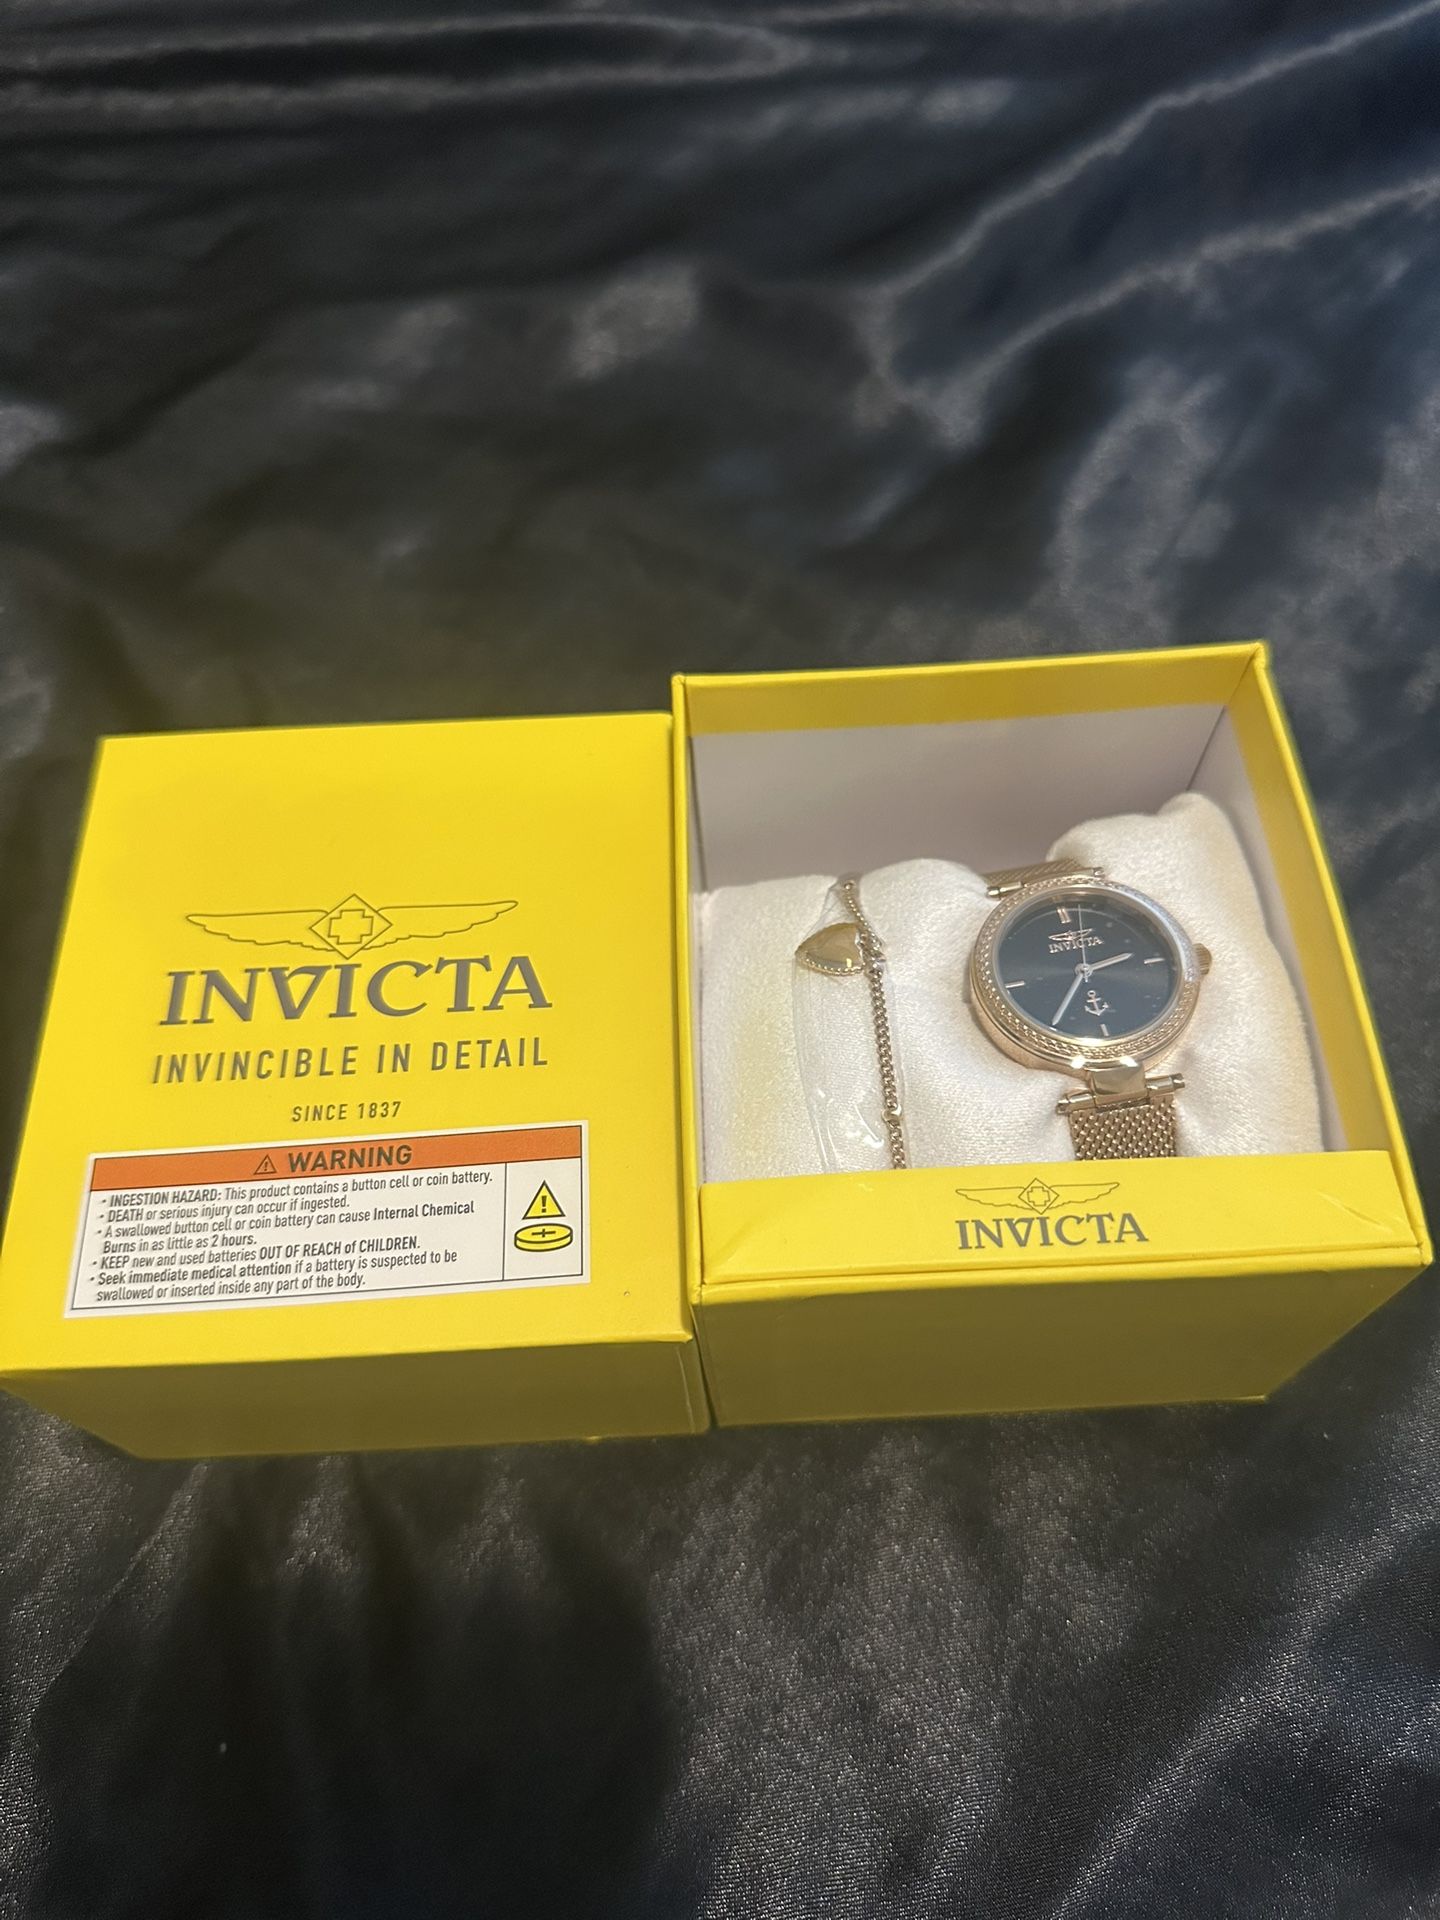 INVICTA
INVINCIBLE IN DETAIL
SINCE 1837
WARNING
• INGESTION HAZARD: This product contains a button cell or coin battery.
• DEATH or serious injury can occur if ingested.
• A swallowed button cell or coin battery can cause Internal Chemical
Burns in as little as 2 hours.
• KEEP new and used batteries OUT OF REACH of CHILDREN.
• Seek immediate medical attention if a battery is suspected to be
swallowed or inserted inside any part of the body.
INVICTA
INVICTA